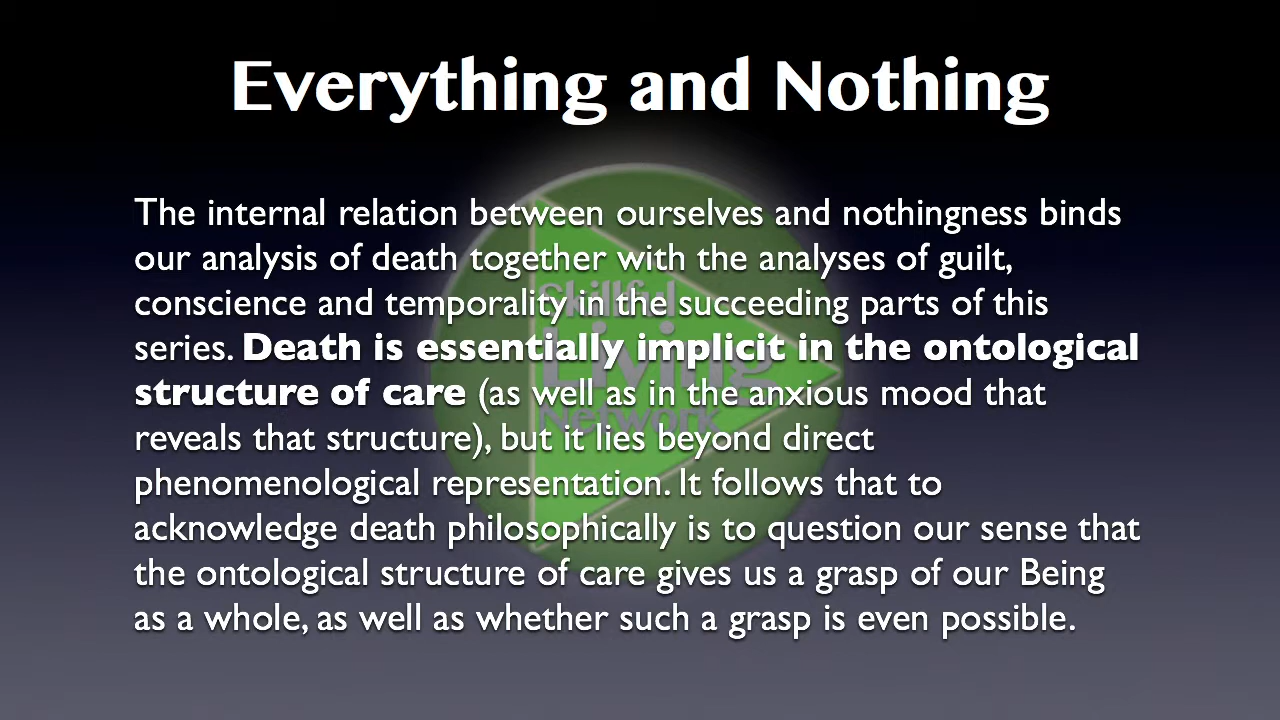 Everything and Nothing
The internal relation between ourselves and nothingness binds
our analysis of death together with the analyses of guilt,
conscience and temporality in the succeeding parts of this
series. Death is essentially implicit in the ontological
structure of care (as well as in the anxious mood that
reveals that structure), but it lies beyond direct
phenomenological representation. It follows that to
acknowledge death philosophically is to question our sense that
the ontological structure of care gives us a grasp of our Being
as a whole, as well as whether such a grasp is even possible.
Skillful
Living
Network